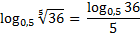 log₀,₅ ⁵√36 = log₀,₅ 36 / 5